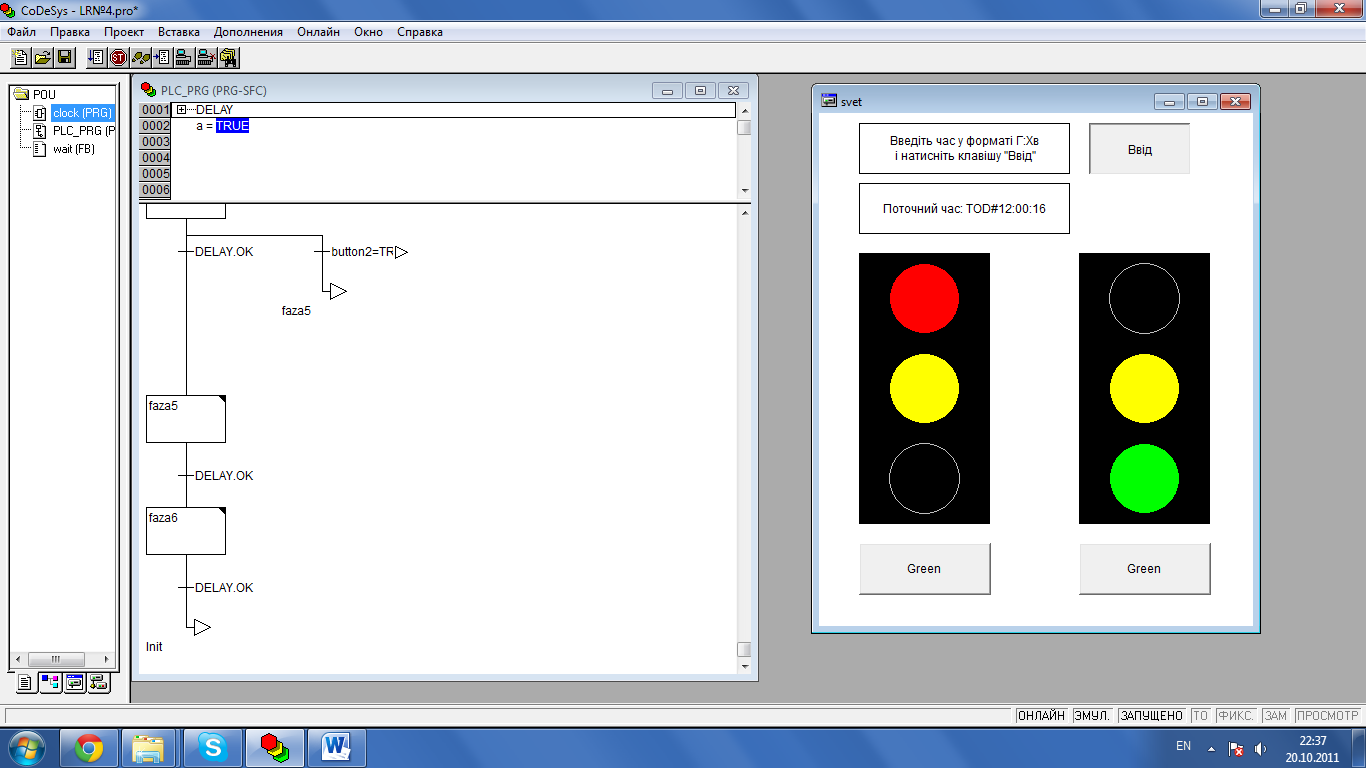 CoDeSys - LRN№4.pro*
Файл Правка Проект Вставка Дополнения Онлайн Окно Справка
POU
clock (PRG)
PLC_PRG (P
wait (FB)
PLC_PRG (PRG-SFC)
0001 DELAY
0002 a = TRUE
0003
0004
0005
0006
DELAY.OK button2=TR
faza5
faza5
DELAY.OK
faza6
DELAY.OK
Init
svet
Введіть час у форматі Г:Хв
і натисніть клавішу "Ввід"
Ввід
Поточний час: TOD#12:00:16
Green Green
ОНЛАЙН ЭМУЛ. ЗАПУЩЕНО ТО ФИКС. ЗАМ ПРОСМОТР
EN
22:37
20.10.2011